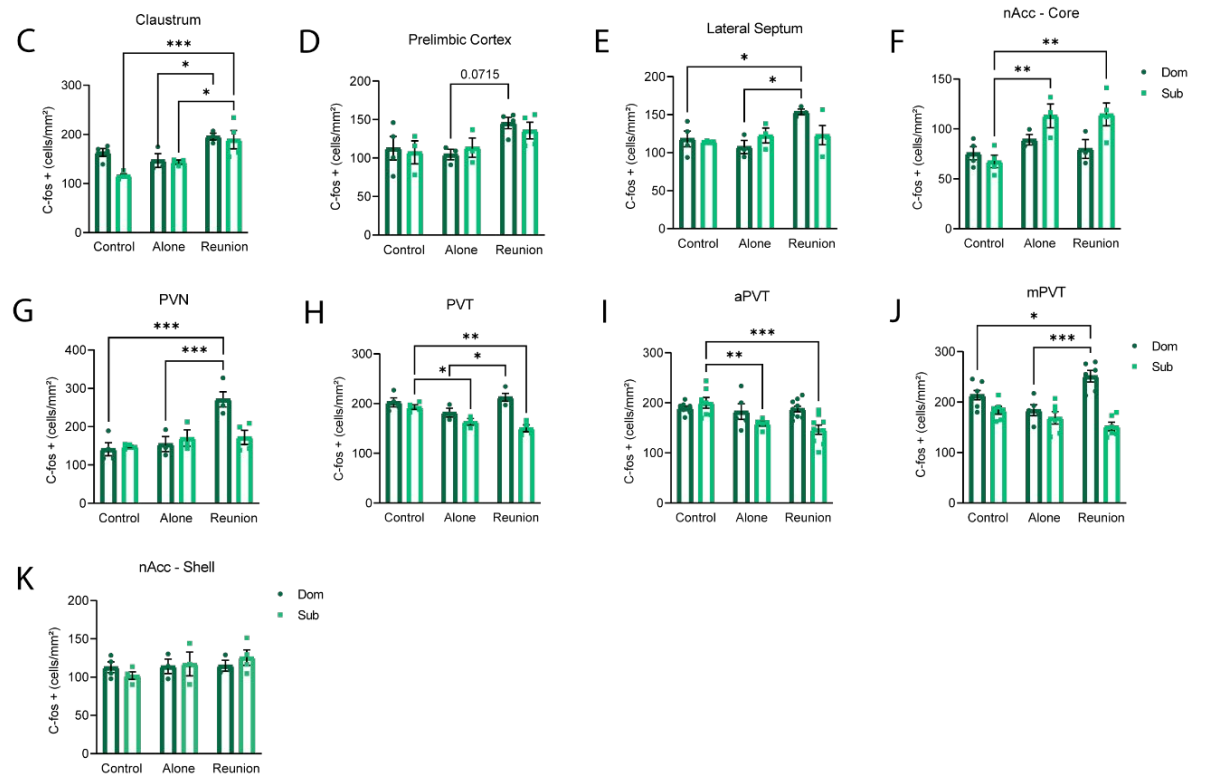 C
Claustrum
***
*
*
C-fos + (cells/mm²)
300
200
100
0
Control Alone Reunion
D
Prelimbic Cortex
0.0715
C-fos + (cells/mm²)
200
150
100
50
0
Control Alone Reunion
E
Lateral Septum
*
*
C-fos + (cells/mm²)
200
150
100
50
0
Control Alone Reunion
F
nAcc - Core
**
**
C-fos + (cells/mm²)
150
100
50
0
Control Alone Reunion
Dom
Sub
G
PVN
***
***
C-fos + (cells/mm²)
400
300
200
100
0
Control Alone Reunion
H
PVT
**
*
*
C-fos + (cells/mm²)
300
200
100
0
Control Alone Reunion
I
aPVT
***
**
C-fos + (cells/mm²)
300
200
100
0
Control Alone Reunion
J
mPVT
*
***
C-fos + (cells/mm²)
300
200
100
0
Control Alone Reunion
Dom
Sub
K
nAcc - Shell
C-fos + (cells/mm²)
200
150
100
50
0
Control Alone Reunion
Dom
Sub